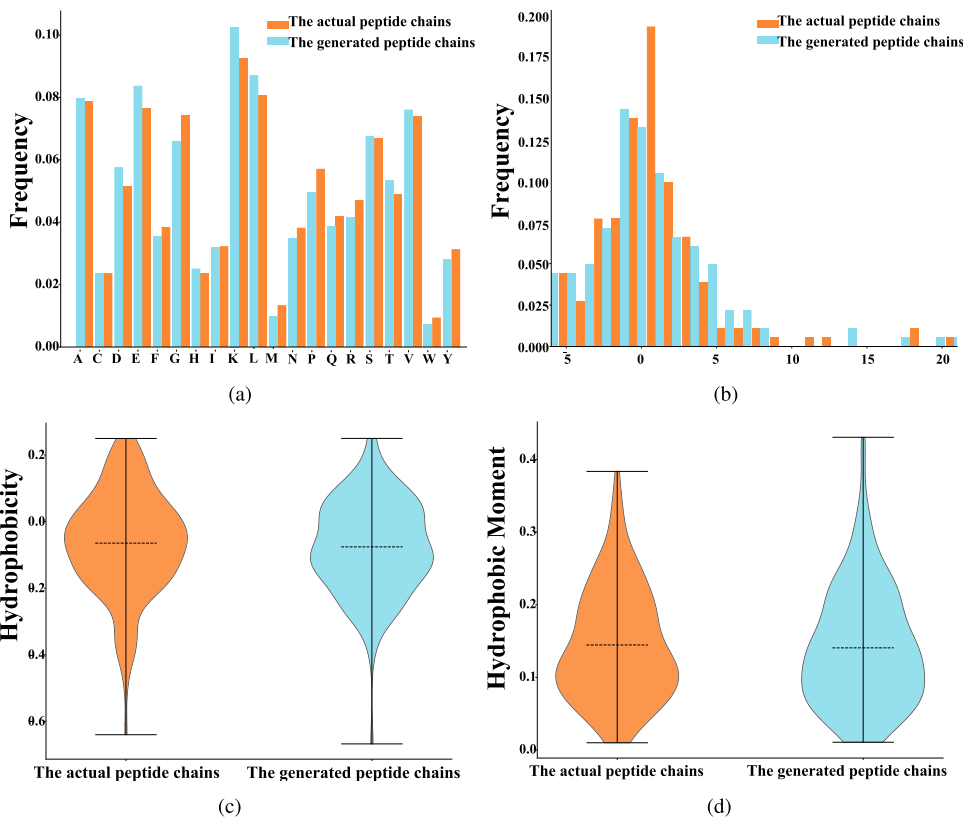 The actual peptide chains
The generated peptide chains
Frequency
0.10
0.08
0.06
0.04
0.02
0.00
A C D E F G H I K L M N P Q R S T V W Y
(a)
The actual peptide chains
The generated peptide chains
Frequency
0.200
0.175
0.150
0.125
0.100
0.075
0.050
0.025
0.000
-5 0 5 10 15 20
(b)
Hydrophobicity
0.2
0.0
0.2
0.4
0.6
The actual peptide chains The generated peptide chains
(c)
Hydrophobic Moment
0.4
0.3
0.2
0.1
0.0
The actual peptide chains The generated peptide chains
(d)